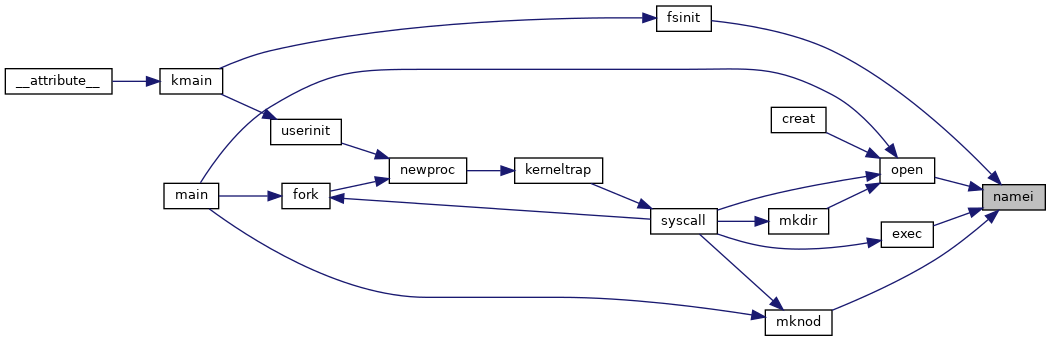 fsinit
__attribute__
kmain
creat
userinit
newproc
kerneltrap
open
main
fork
namei
syscall
mkdir
exec
mknod